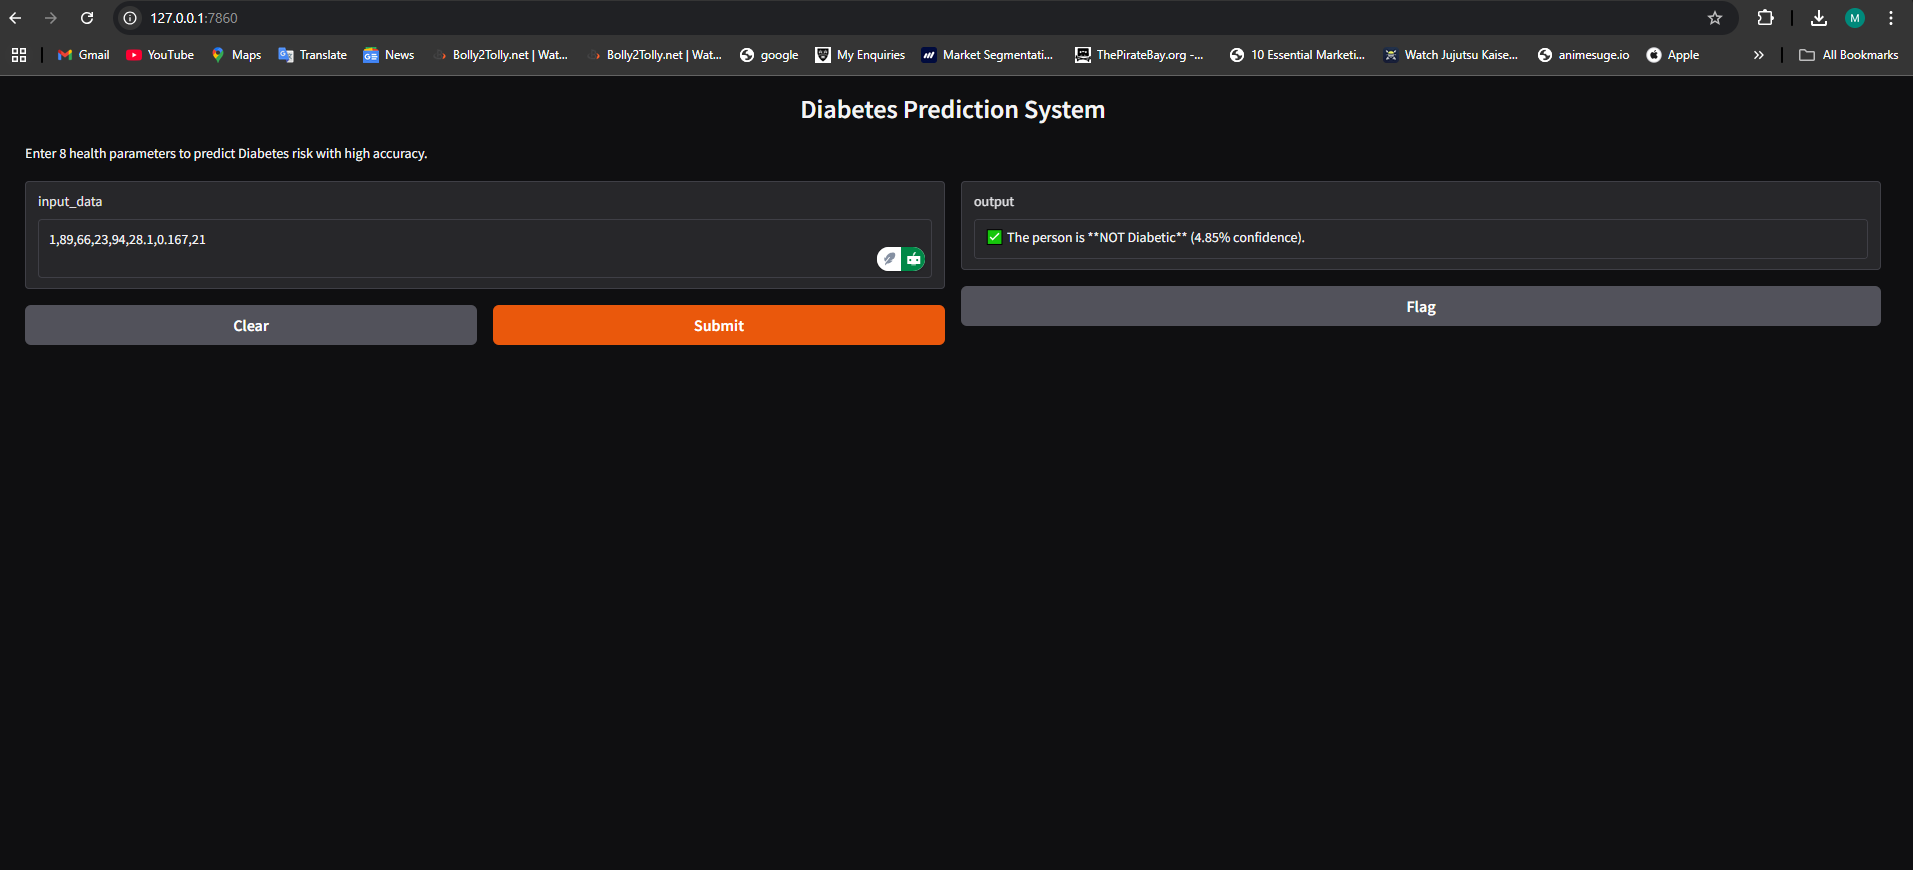 127.0.0.1:7860
M
Gmail
YouTube
Maps
Translate
News
Bolly2Tolly.net | Wat...
Bolly2Tolly.net | Wat...
google
My Enquiries
Market Segmentati...
ThePirateBay.org -...
10 Essential Marketi...
Watch Jujutsu Kaise...
animesuge.io
Apple
All Bookmarks
Diabetes Prediction System
Enter 8 health parameters to predict Diabetes risk with high accuracy.
input_data
1,89,66,23,94,28.1,0.167,21
Clear
Submit
output
✅ The person is **NOT Diabetic** (4.85% confidence).
Flag